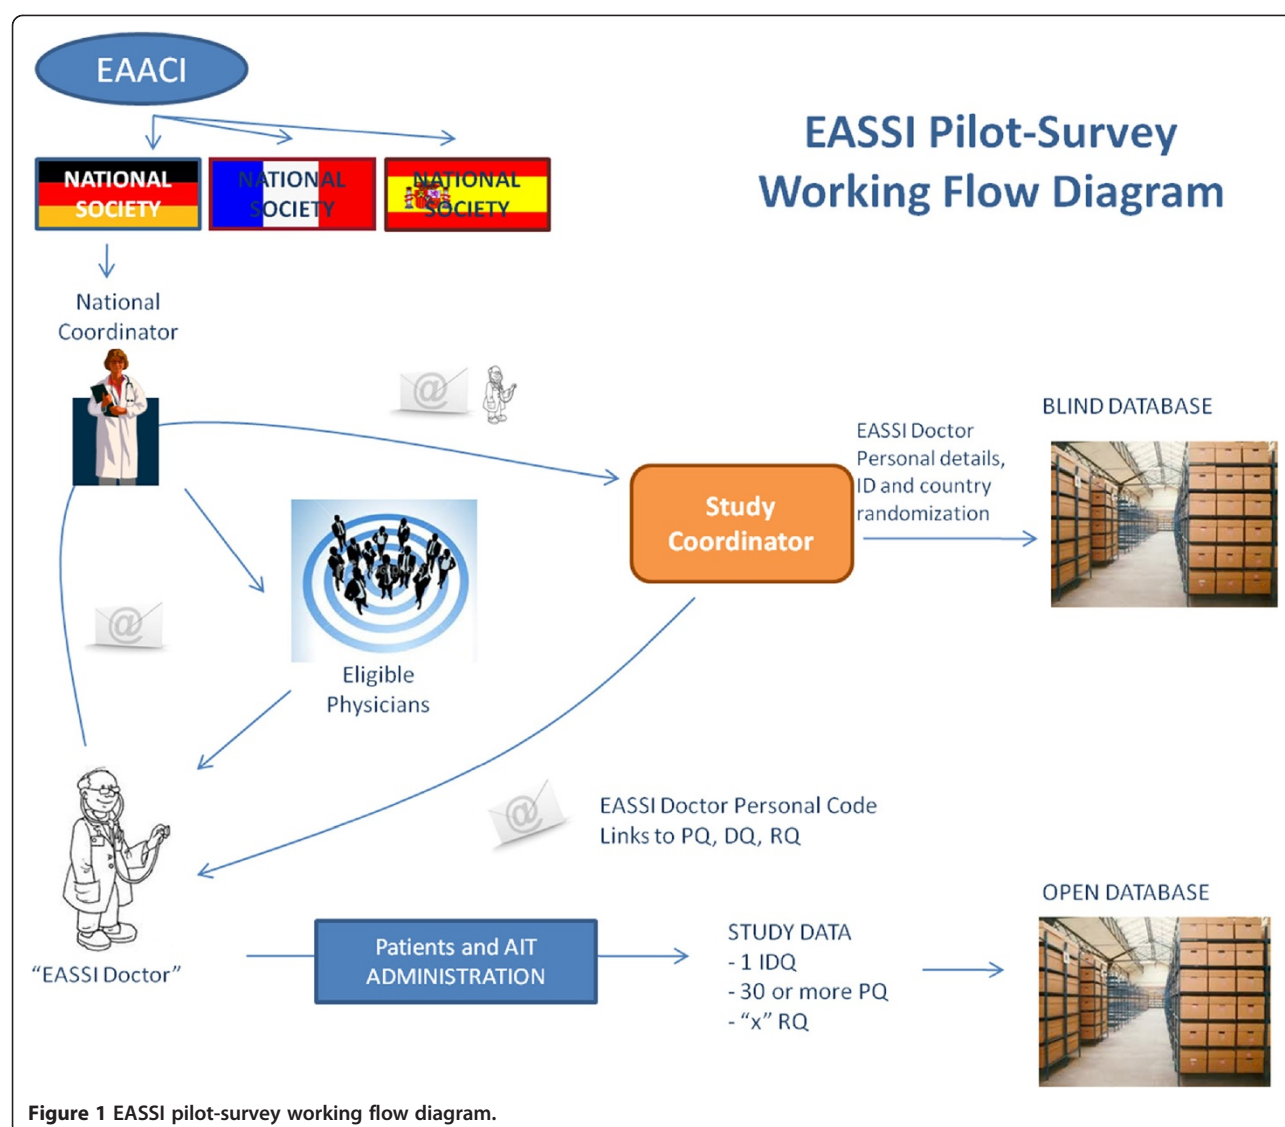 EAACI
EASSI Pilot-Survey
Working Flow Diagram
NATIONAL
SOCIETY
NATIONAL
SOCIETY
NATIONAL
SOCIETY
National
Coordinator
BLIND DATABASE
EASSI Doctor
Personal details,
ID and country
randomization
Study
Coordinator
Eligible
Physicians
EASSI Doctor Personal Code
Links to PQ, DQ, RQ
OPEN DATABASE
"EASSI Doctor"
Patients and AIT
ADMINISTRATION
STUDY DATA
- 1 IDQ
- 30 or more PQ
- "x" RQ
Figure 1 EASSI pilot-survey working flow diagram.